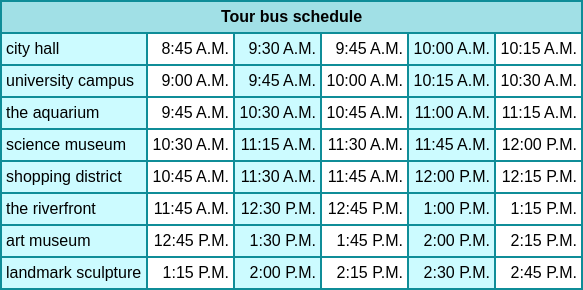 Tour bus schedule
city hall 8:45 A.M. 9:30 A.M. 9:45 A.M. 10:00 A.M. 10:15 A.M.
university campus 9:00 A.M. 9:45 A.M. 10:00 A.M. 10:15 A.M. 10:30 A.M.
the aquarium 9:45 A.M. 10:30 A.M. 10:45 A.M. 11:00 A.M. 11:15 A.M.
science museum 10:30 A.M. 11:15 A.M. 11:30 A.M. 11:45 A.M. 12:00 P.M.
shopping district 10:45 A.M. 11:30 A.M. 11:45 A.M. 12:00 P.M. 12:15 P.M.
the riverfront 11:45 A.M. 12:30 P.M. 12:45 P.M. 1:00 P.M. 1:15 P.M.
art museum 12:45 P.M. 1:30 P.M. 1:45 P.M. 2:00 P.M. 2:15 P.M.
landmark sculpture 1:15 P.M. 2:00 P.M. 2:15 P.M. 2:30 P.M. 2:45 P.M.